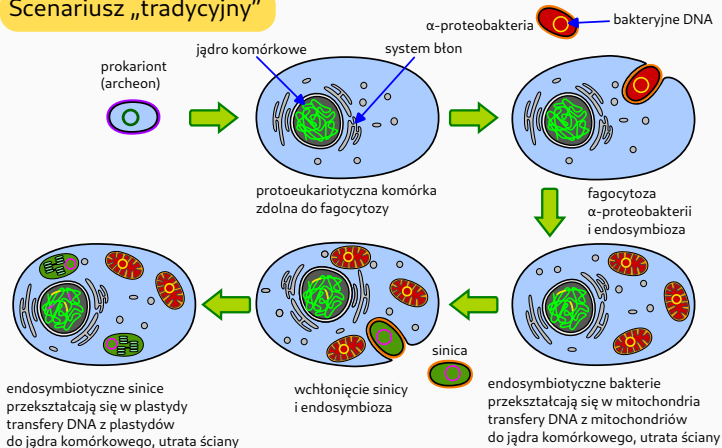 Scenariusz „tradycyjny”
α-proteobakteria
bakteryjne DNA
jądro komórkowe
system błon
prokariont
(archeon)
protoeukariotyczna komórka
zdolna do fagocytozy
fagocytoza
α-proteobakterii
i endosymbioza
sinica
endosymbiotyczne sinice
przekształcają się w plastydy
transfery DNA z plastydów
do jądra komórkowego, utrata ściany
wchłonięcie sinicy
i endosymbioza
endosymbiotyczne bakterie
przekształcają się w mitochondria
transfery DNA z mitochondriów
do jądra komórkowego, utrata ściany